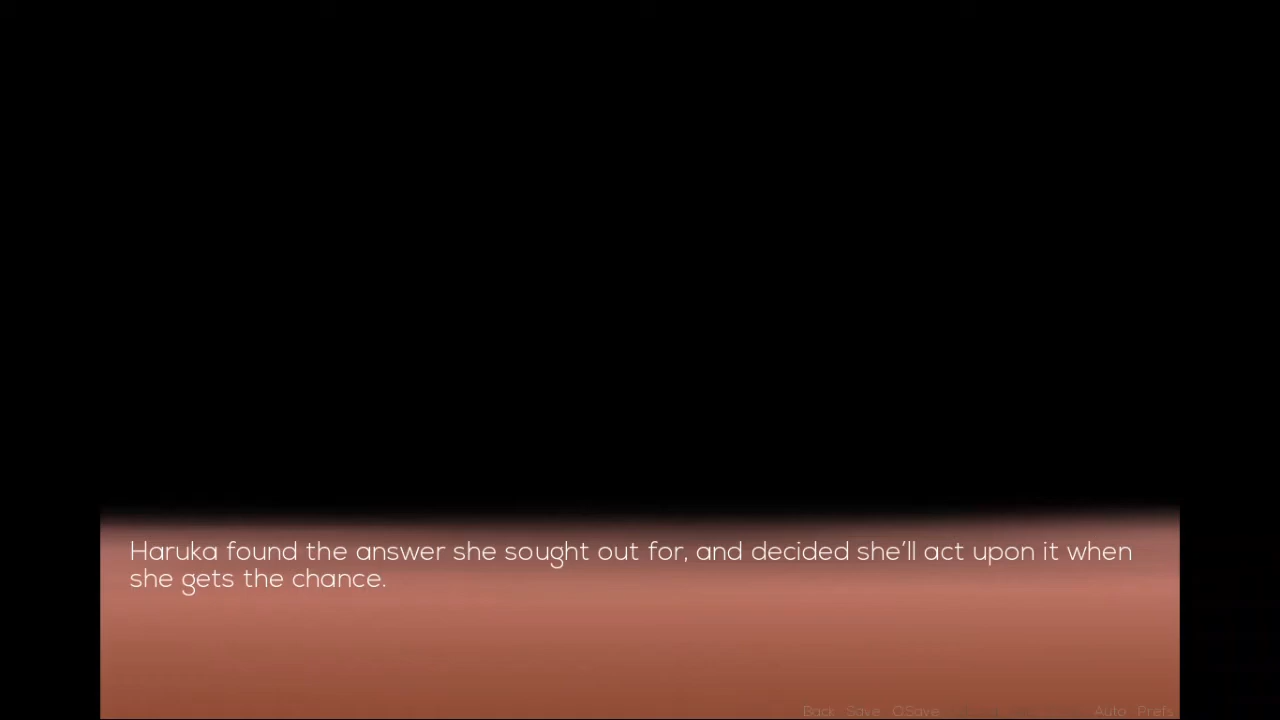 Haruka found the answer she sought out for, and decided she’ll act upon it when
she gets the chance.
Back Save Q.Save Auto Prefs